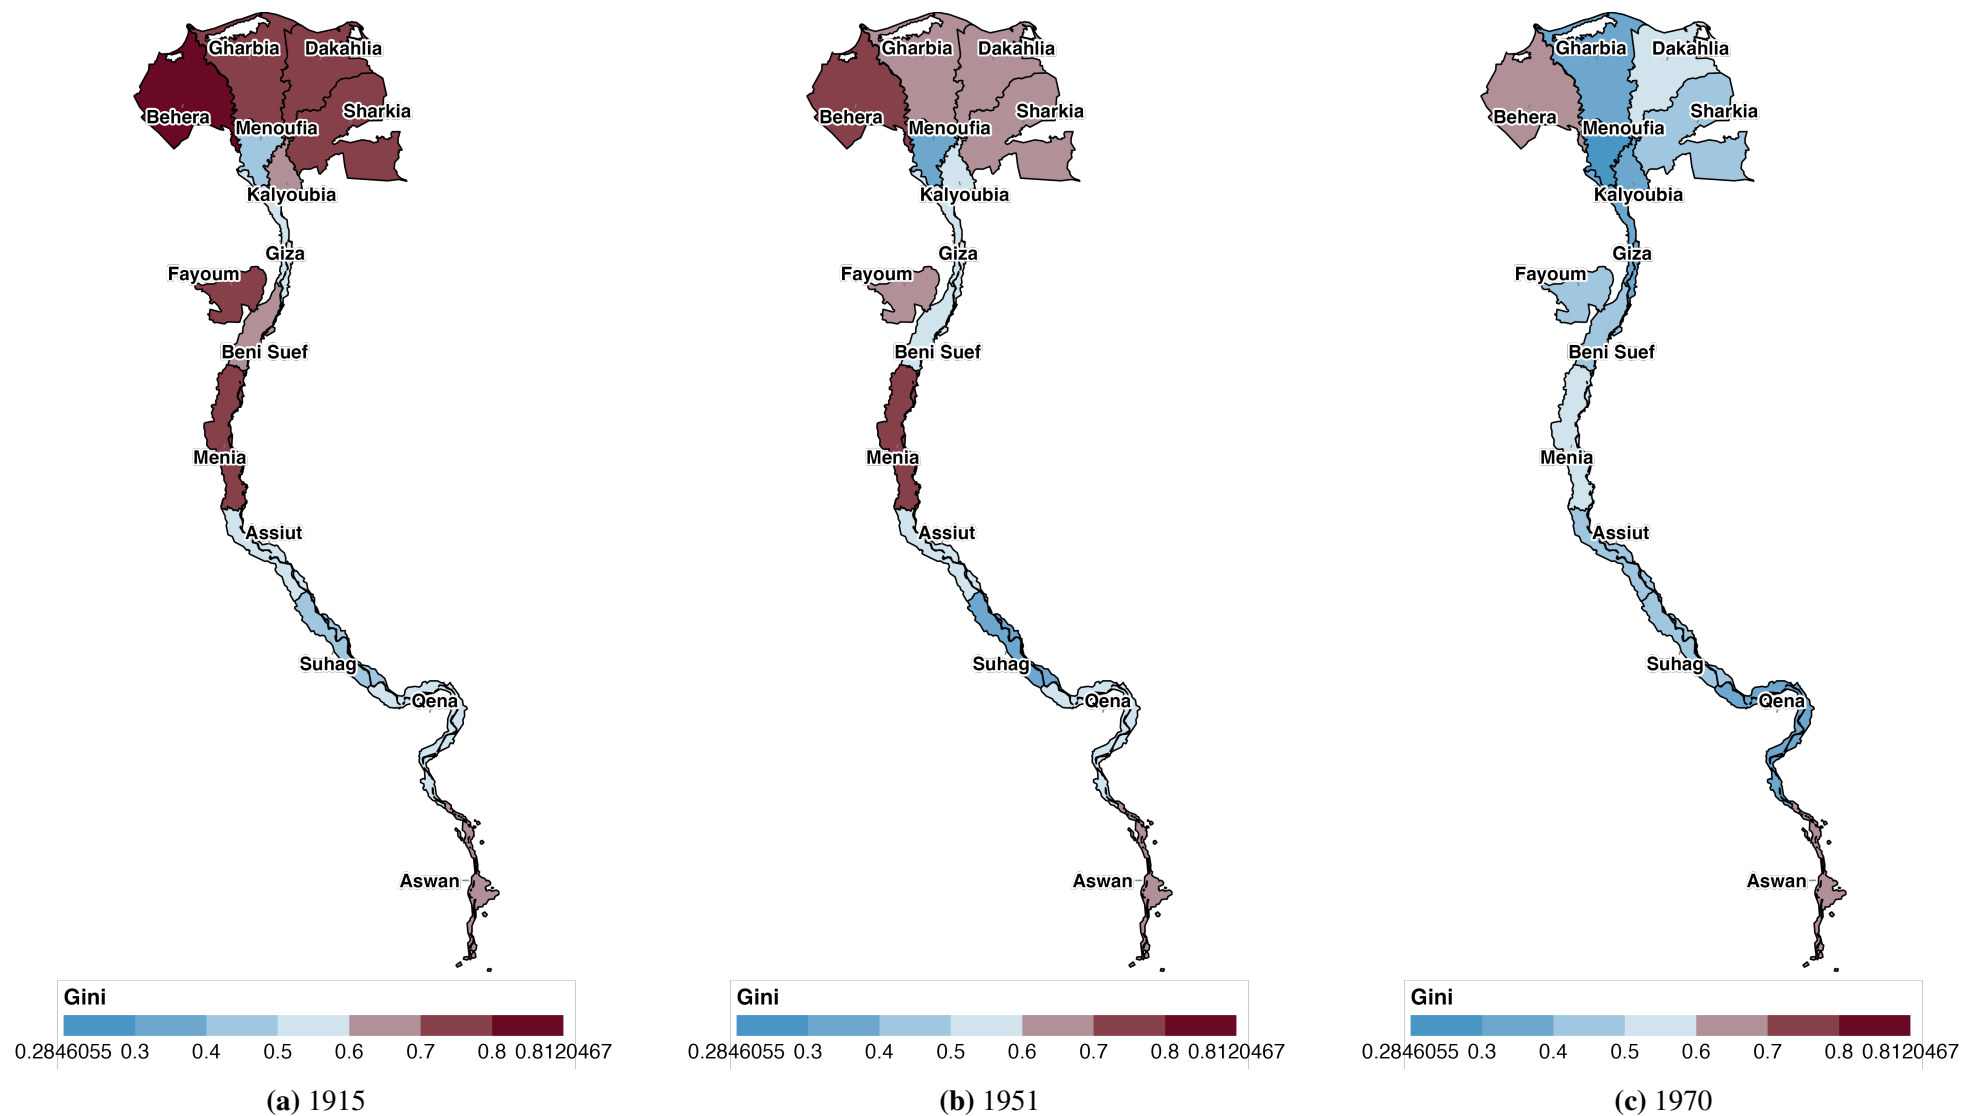 Gharbia
Dakahlia
Behera
Sharkia
Menoufia
Kalyoubia
Giza
Fayoum
Beni Suef
Menia
Assiut
Suhag
Qena
Aswan
Gini
0.2846055 0.3 0.4 0.5 0.6 0.7 0.8 0.8120467
(a) 1915
Gharbia
Dakahlia
Behera
Sharkia
Menoufia
Kalyoubia
Giza
Fayoum
Beni Suef
Menia
Assiut
Suhag
Qena
Aswan
Gini
0.2846055 0.3 0.4 0.5 0.6 0.7 0.8 0.8120467
(b) 1951
Gharbia
Dakahlia
Behera
Sharkia
Menoufia
Kalyoubia
Giza
Fayoum
Beni Suef
Menia
Assiut
Suhag
Qena
Aswan
Gini
0.2846055 0.3 0.4 0.5 0.6 0.7 0.8 0.8120467
(c) 1970